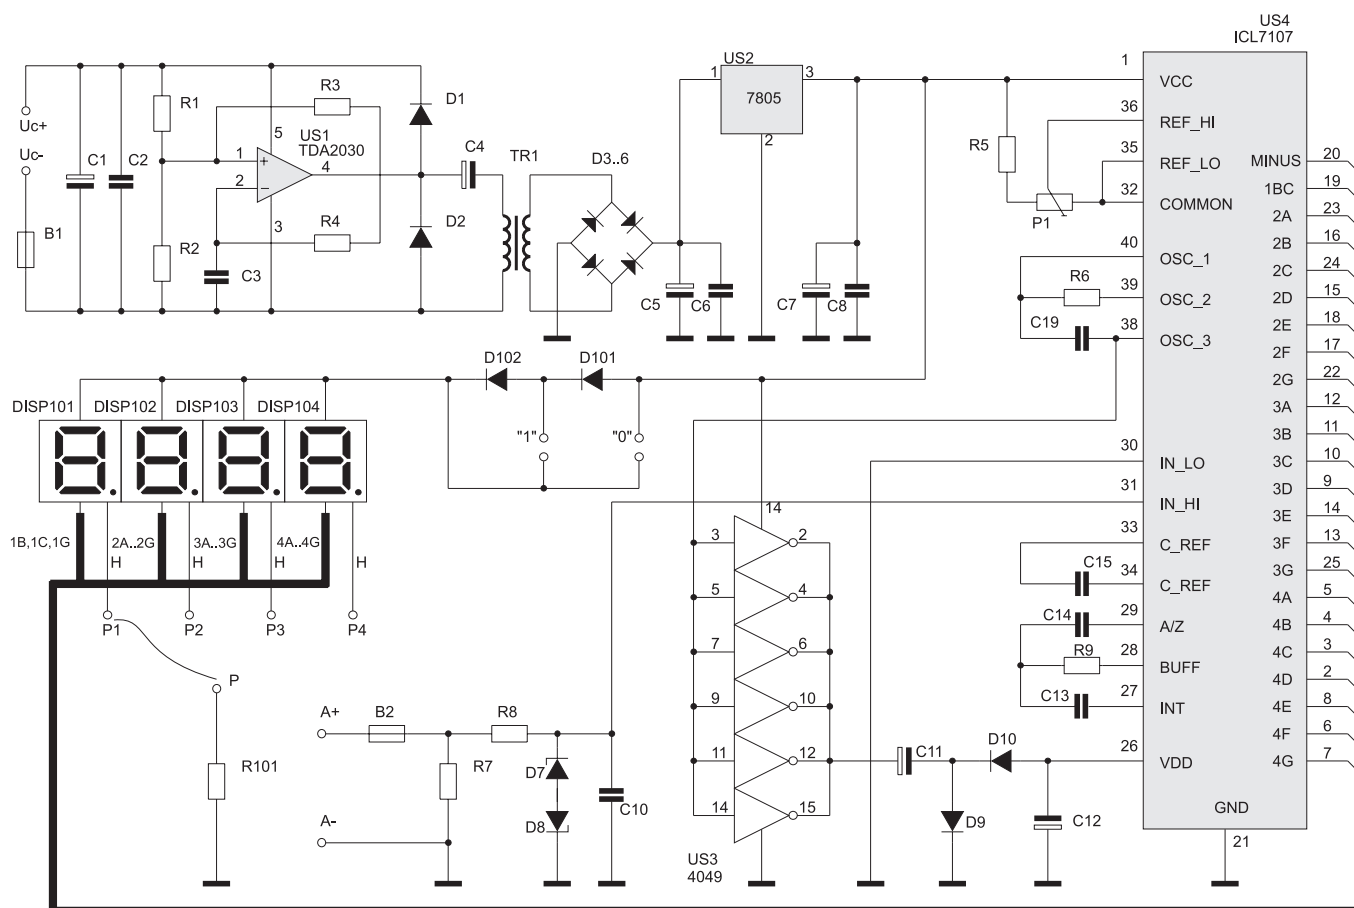 US4
ICL7107
Uc+
Uc-
B1
C1
C2
R1
R2
R3
R4
C3
US1
TDA2030
1
2
3
4
5
+
−
D1
D2
C4
TR1
D3..6
US2
7805
1
2
3
C5
C6
C7
C8
R5
P1
R6
C19
1
36
35
32
40
39
38
30
31
33
34
29
28
27
26
VCC
REF_HI
REF_LO
COMMON
OSC_1
OSC_2
OSC_3
IN_LO
IN_HI
C_REF
C_REF
A/Z
BUFF
INT
VDD
GND
21
MINUS 20
1BC 19
2A 23
2B 16
2C 24
2D 15
2E 18
2F 17
2G 22
3A 12
3B 11
3C 10
3D 9
3E 14
3F 13
3G 25
4A 5
4B 4
4C 3
4D 2
4E 8
4F 6
4G 7
D102
D101
"1"
"0"
DISP101
DISP102
DISP103
DISP104
8.
8.
8.
8.
1B,1C,1G
H
2A..2G
H
3A..3G
H
4A..4G
H
P1
P2
P3
P4
P
R101
A+
A-
B2
R7
R8
D7
D8
C10
14
3 2
5 4
7 6
9 10
11 12
14 15
US3
4049
C11
D10
D9
C12
C15
C14
R9
C13